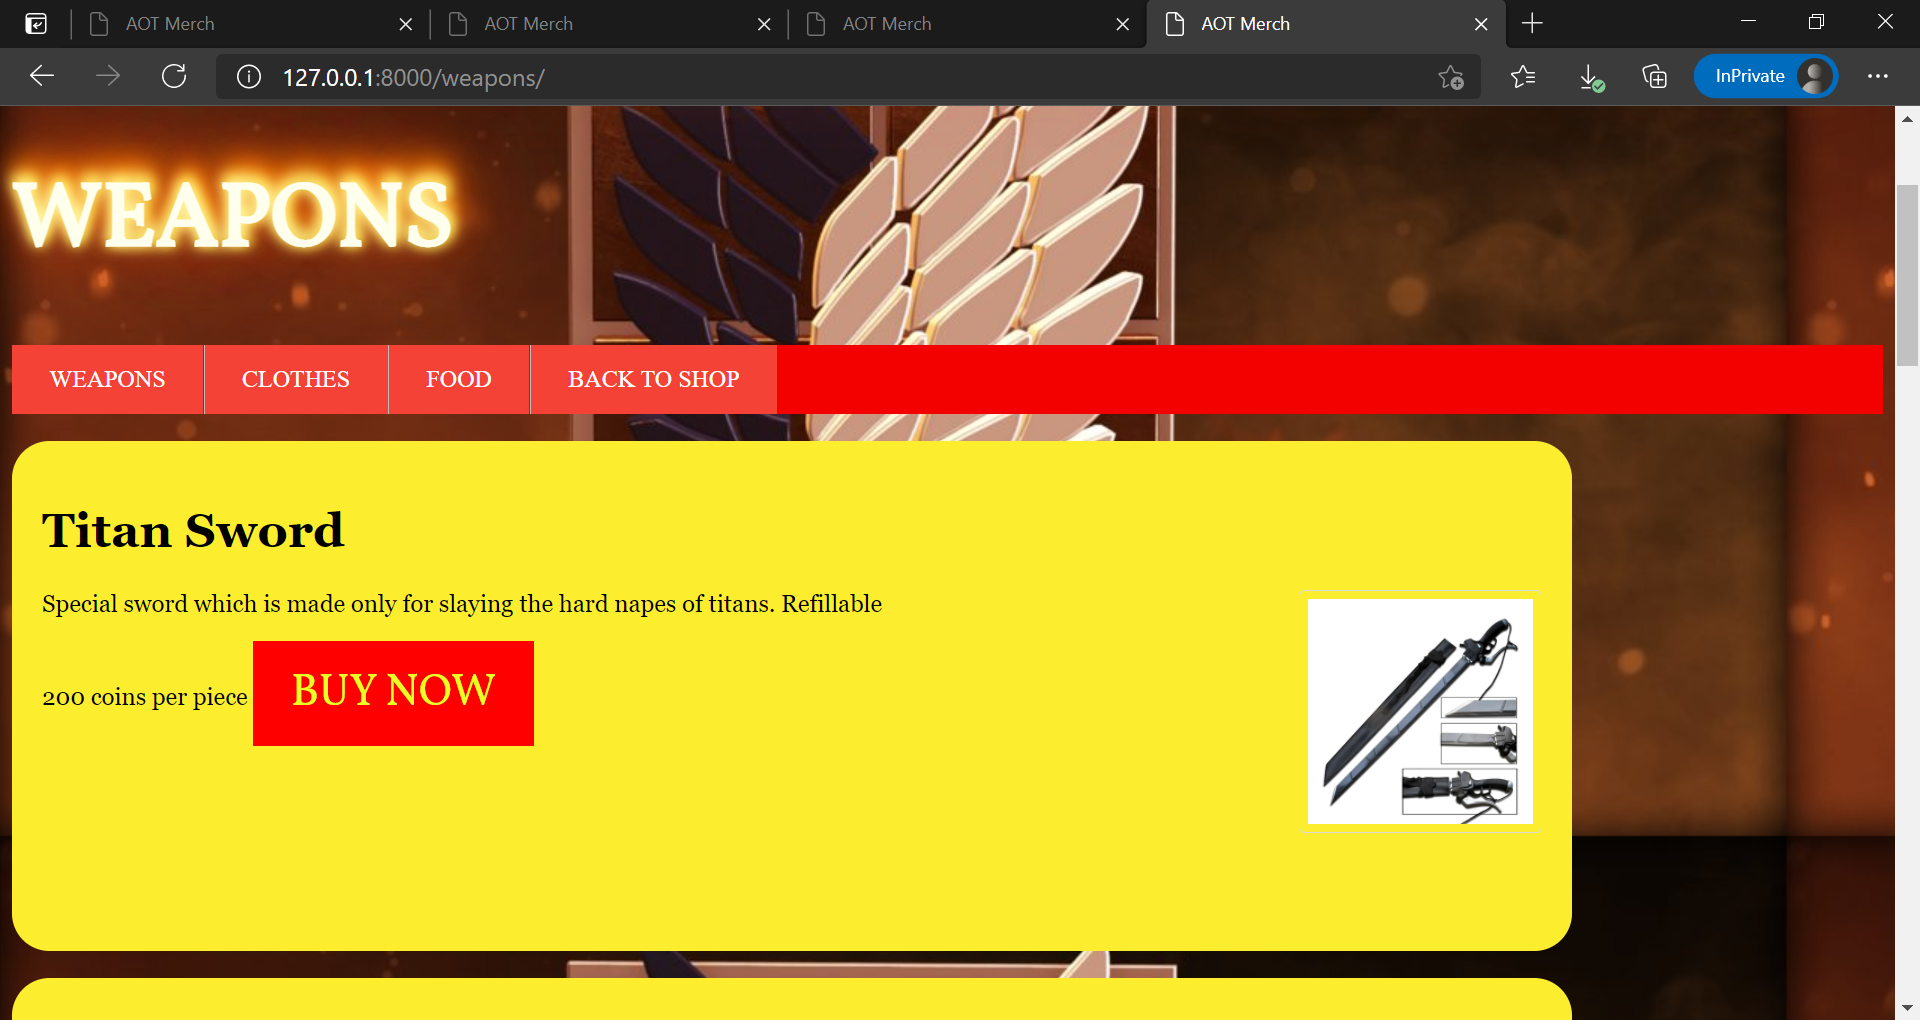 AOT Merch
AOT Merch
AOT Merch
AOT Merch
127.0.0.1:8000/weapons/
InPrivate
WEAPONS
WEAPONS
CLOTHES
FOOD
BACK TO SHOP
Titan Sword
Special sword which is made only for slaying the hard napes of titans. Refillable
200 coins per piece
BUY NOW